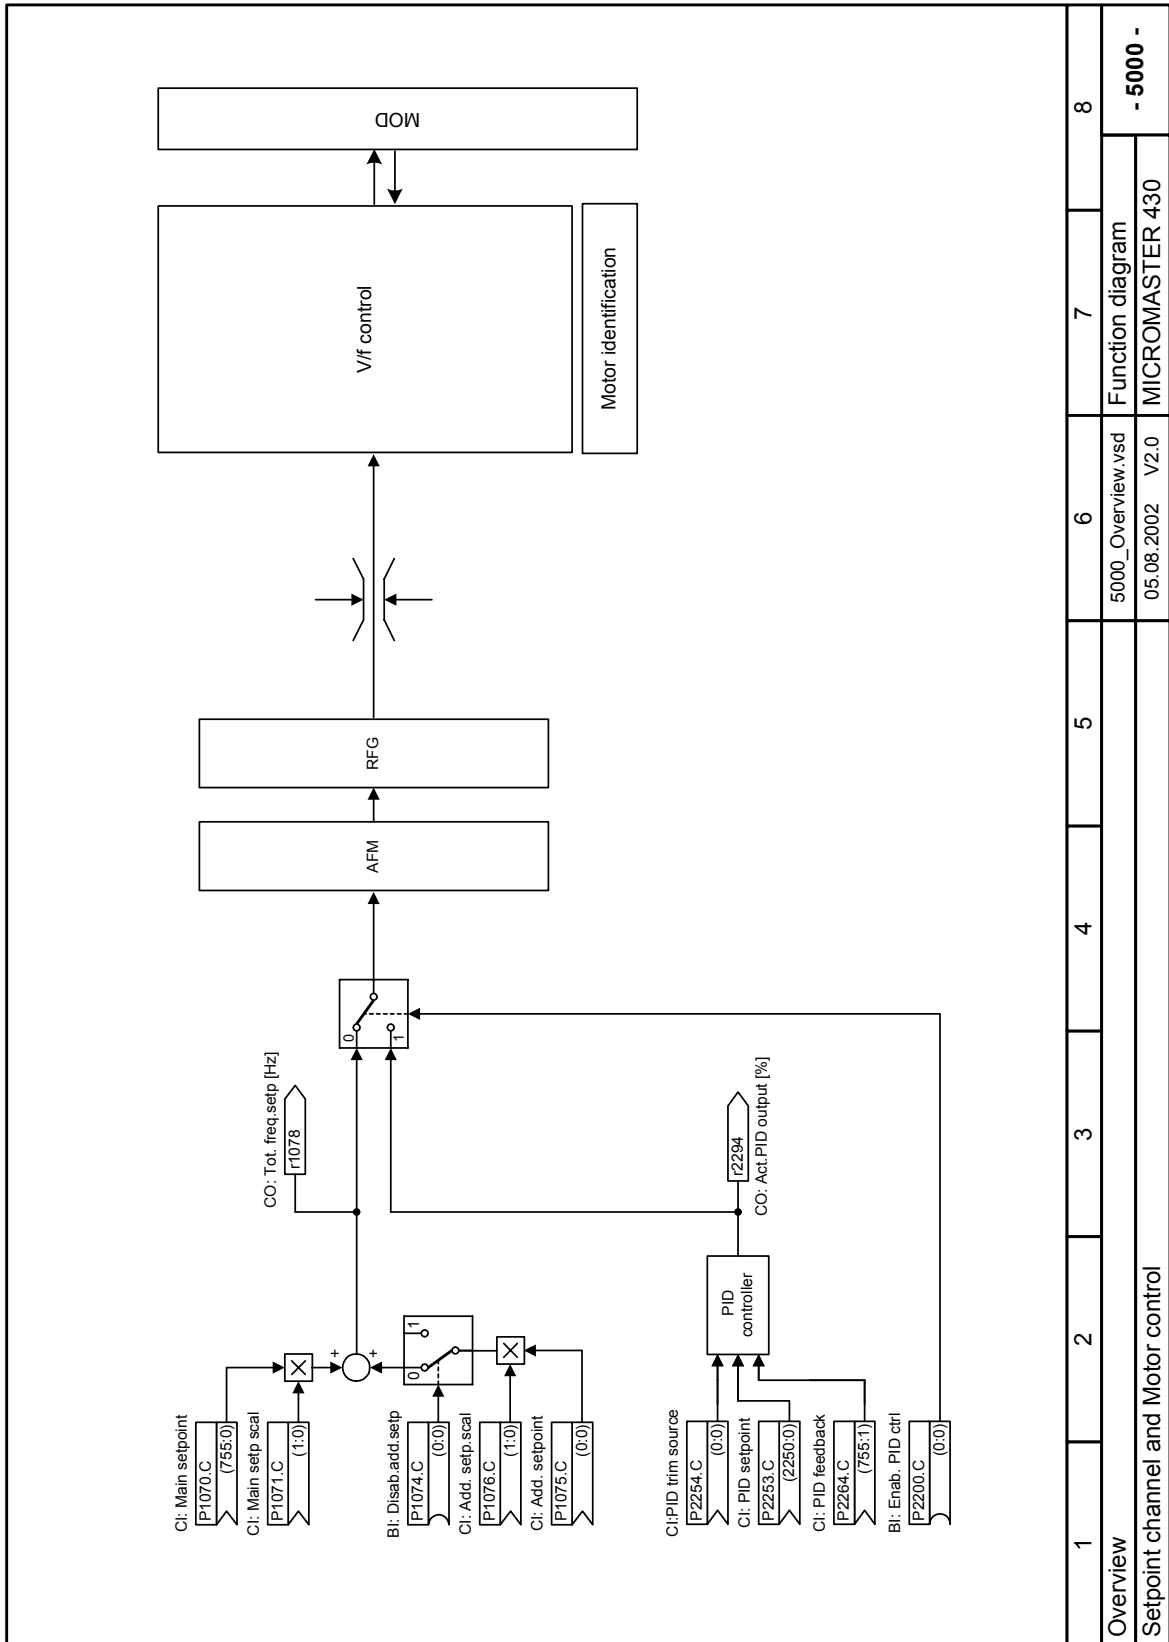 CI: Main setpoint
P1070.C
(755:0)
CI: Main setp scal
P1071.C
(1:0)
+
+
BI: Disab.add.setp
P1074.C
(0:0)
0
1
CI: Add. setp.scal
P1076.C
(1:0)
CI: Add. setpoint
P1075.C
(0:0)
CO: Tot. freq.setp [Hz]
r1078
0
1
AFM
RFG
V/f control
Motor identification
MOD
CI:PID trim source
P2254.C
(0:0)
CI: PID setpoint
P2253.C
(2250:0)
CI: PID feedback
P2264.C
(755:1)
BI: Enab. PID ctrl
P2200.C
(0:0)
PID
controller
r2294
CO: Act.PID output [%]
1 2 3 4 5 6 7 8
Overview
5000_Overview.vsd
Function diagram
- 5000 -
Setpoint channel and Motor control
05.08.2002 V2.0
MICROMASTER 430